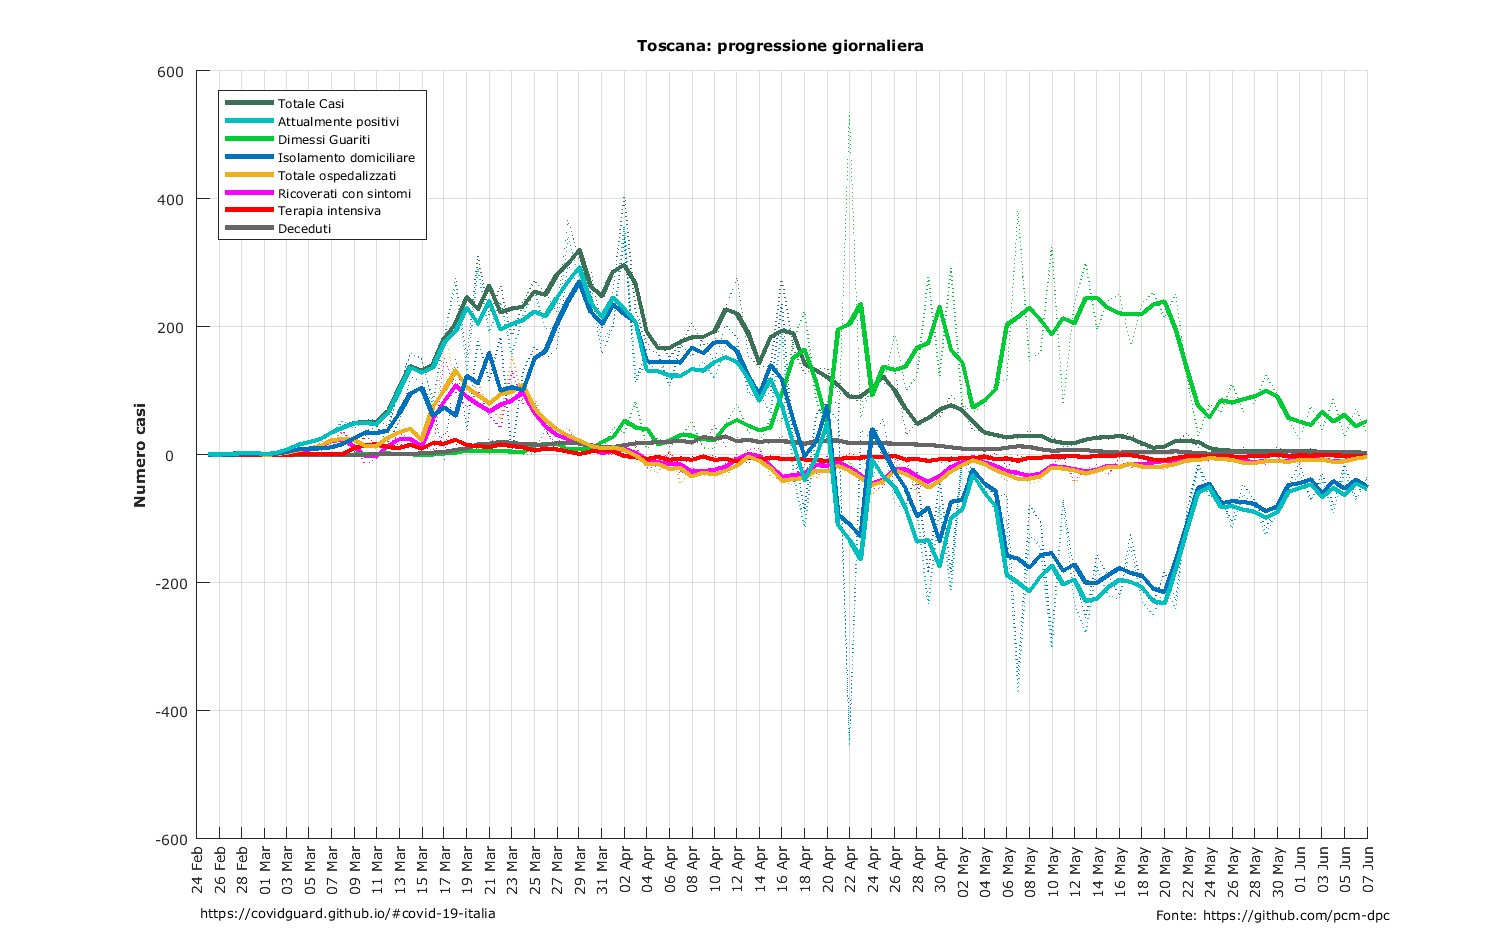 Toscana: progressione giornaliera
600
400
200
0
-200
-400
-600
Numero casi
Totale Casi
Attualmente positivi
Dimessi Guariti
Isolamento domiciliare
Totale ospedalizzati
Ricoverati con sintomi
Terapia intensiva
Deceduti
24 Feb
26 Feb
28 Feb
01 Mar
03 Mar
05 Mar
07 Mar
09 Mar
11 Mar
13 Mar
15 Mar
17 Mar
19 Mar
21 Mar
23 Mar
25 Mar
27 Mar
29 Mar
31 Mar
02 Apr
04 Apr
06 Apr
08 Apr
10 Apr
12 Apr
14 Apr
16 Apr
18 Apr
20 Apr
22 Apr
24 Apr
26 Apr
28 Apr
30 Apr
02 May
04 May
06 May
08 May
10 May
12 May
14 May
16 May
18 May
20 May
22 May
24 May
26 May
28 May
30 May
01 Jun
03 Jun
05 Jun
07 Jun
https://covidguard.github.io/#covid-19-italia
Fonte: https://github.com/pcm-dpc